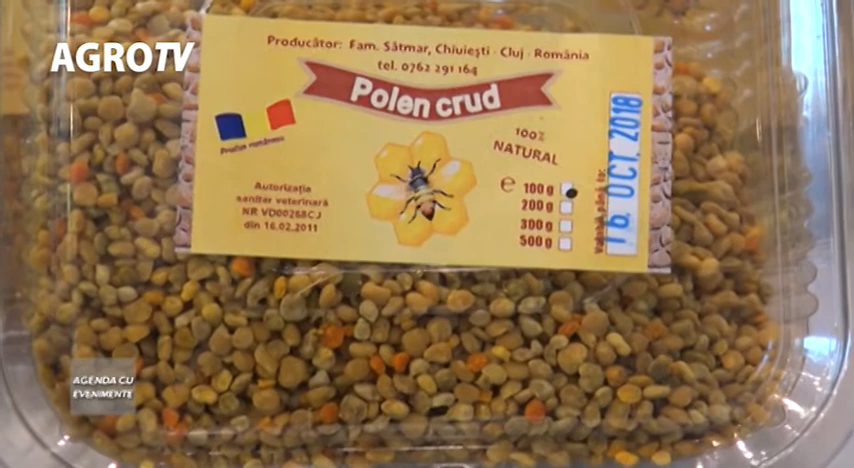 AGROTV
Producător: Fam. Sătmar, Chiuiești - Cluj - România
tel. 0762 291 164
Polen crud
Produs românesc
100%
NATURAL
Autorizația
sanitar veterinară
NR VD00268CJ
din 16.02.2011
e 100 g
200 g
300 g
500 g
Valabil până la:
16. OCT. 2018
AGENDA CU
EVENIMENTE